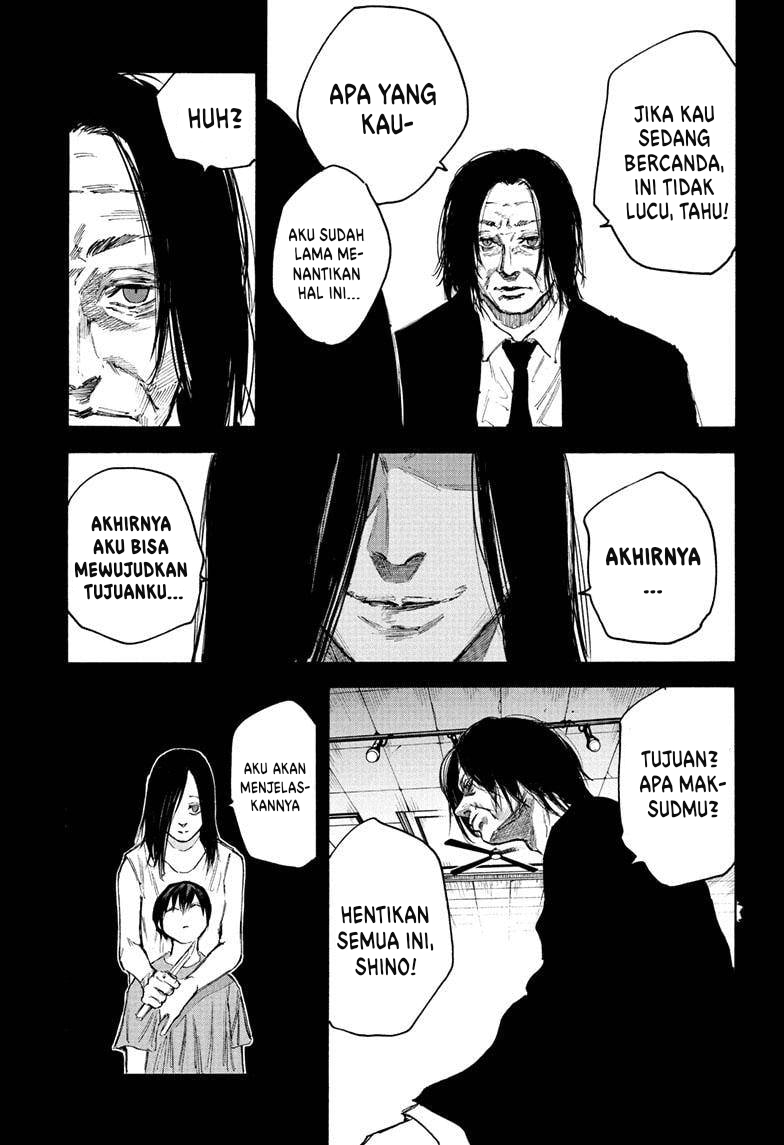 JIKA KAU
SEDANG
BERCANDA,
INI TIDAK
LUCU, TAHU!
APA YANG
KAU-
AKU SUDAH
LAMA ME-
NANTIKAN
HAL INI...
HUH?
AKHIRNYA
...
AKHIRNYA
AKU BISA
MEWUJUDKAN
TUJUANKU...
TUJUAN?
APA MAK-
SUDMU?
HENTIKAN
SEMUA INI,
SHINO!
AKU AKAN
MENJELAS-
KANNYA